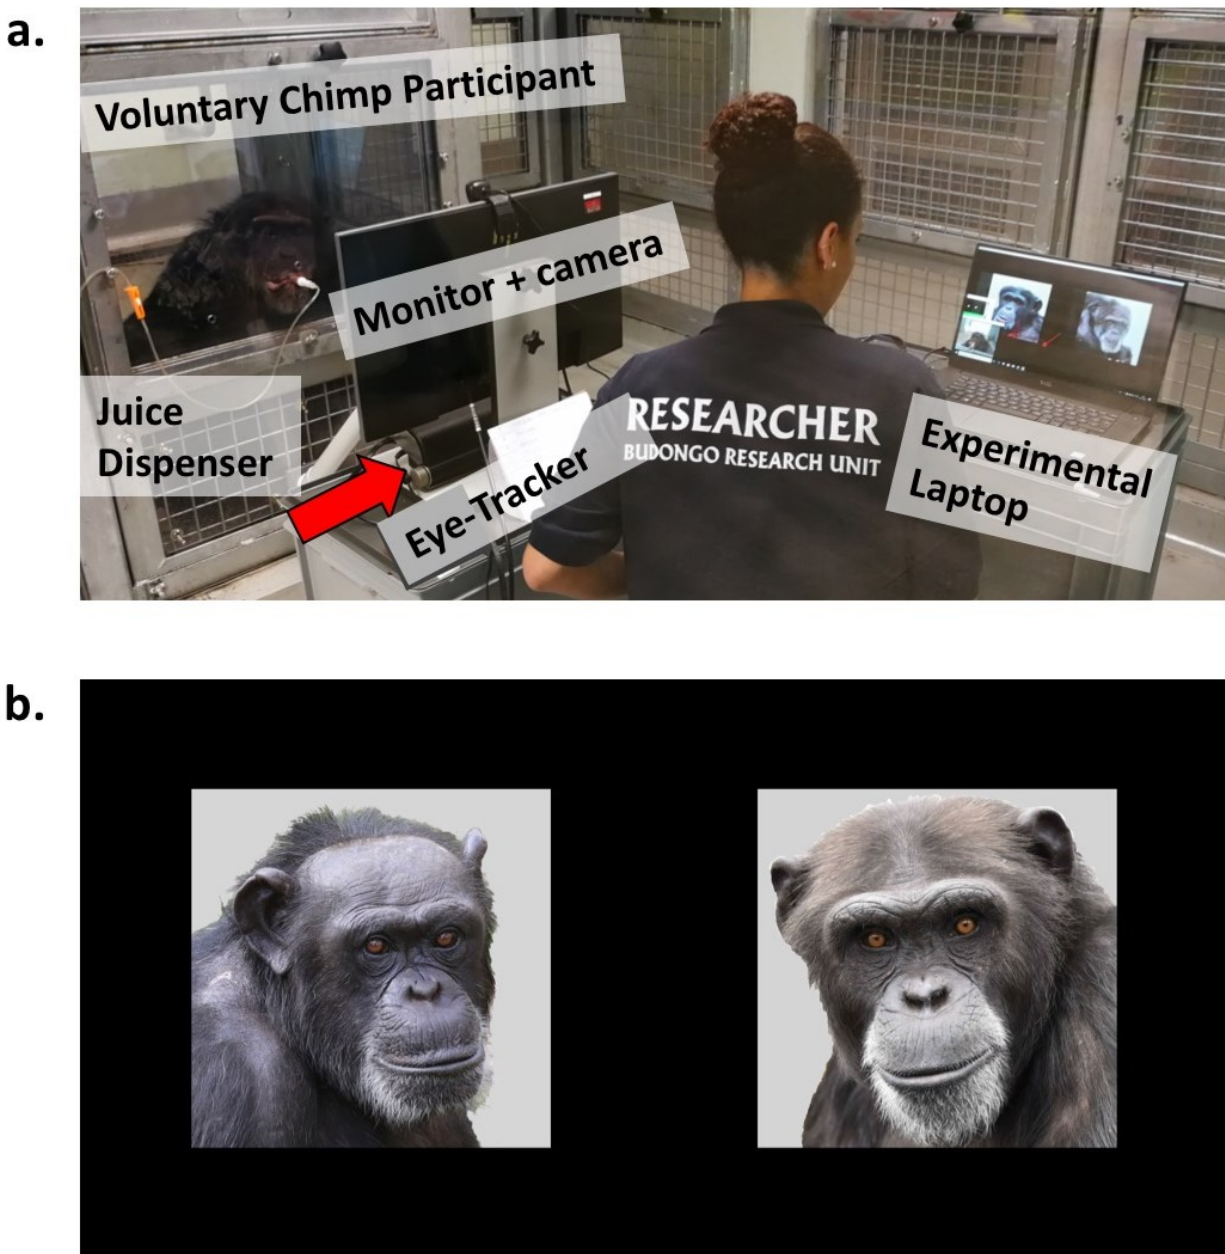 a.
Voluntary Chimp Participant
Monitor + camera
Juice
Dispenser
Eye-Tracker
RESEARCHER
BUDONGO RESEARCH UNIT
Experimental
Laptop
b.